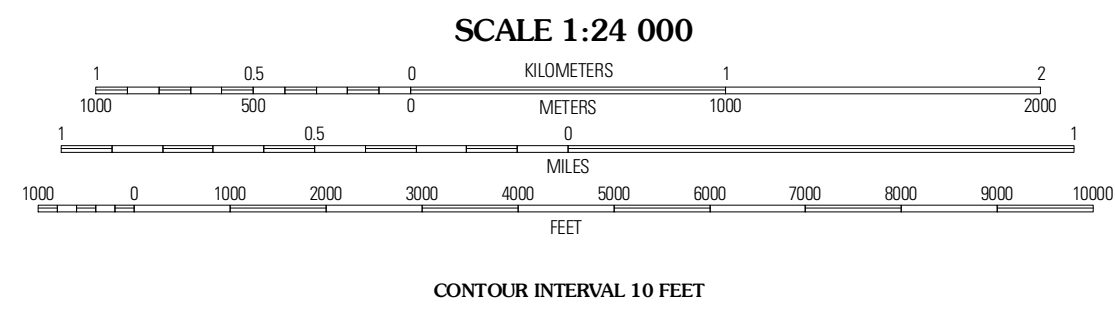 SCALE 1:24 000
1 0.5 0 KILOMETERS 1 2
1000 500 0 METERS 1000 2000
1 0.5 0 1
MILES
1000 0 1000 2000 3000 4000 5000 6000 7000 8000 9000 10000
FEET
CONTOUR INTERVAL 10 FEET